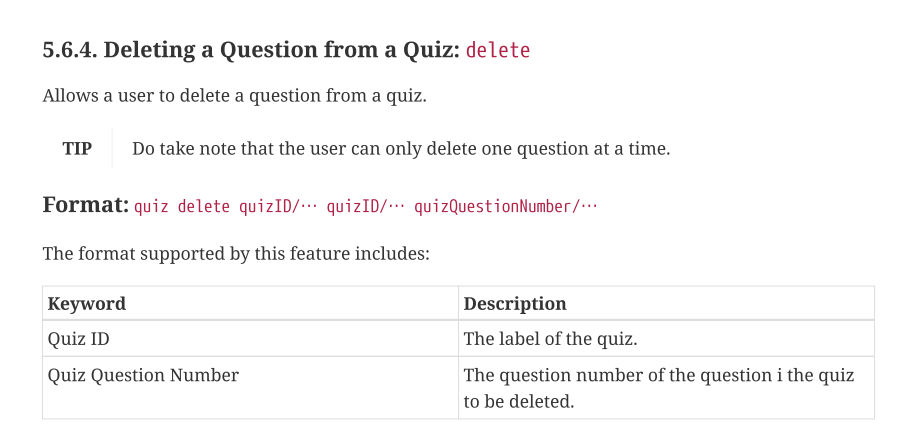 5.6.4. Deleting a Question from a Quiz: delete
Allows a user to delete a question from a quiz.
TIP Do take note that the user can only delete one question at a time.
Format: quiz delete quizID/⋯ quizID/⋯ quizQuestionNumber/⋯
The format supported by this feature includes:
Keyword Description
Quiz ID The label of the quiz.
Quiz Question Number The question number of the question i the quiz
to be deleted.